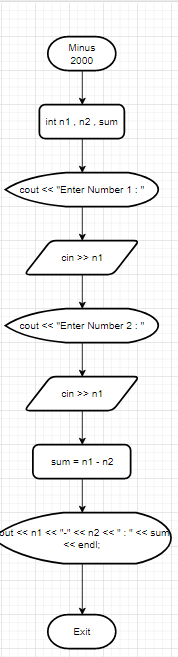 Minus
2000
int n1 , n2 , sum
cout << "Enter Number 1 : "
cin >> n1
cout << "Enter Number 2 : "
cin >> n1
sum = n1 - n2
out << n1 << "-" << n2 << " : " << sum
<< endl;
Exit